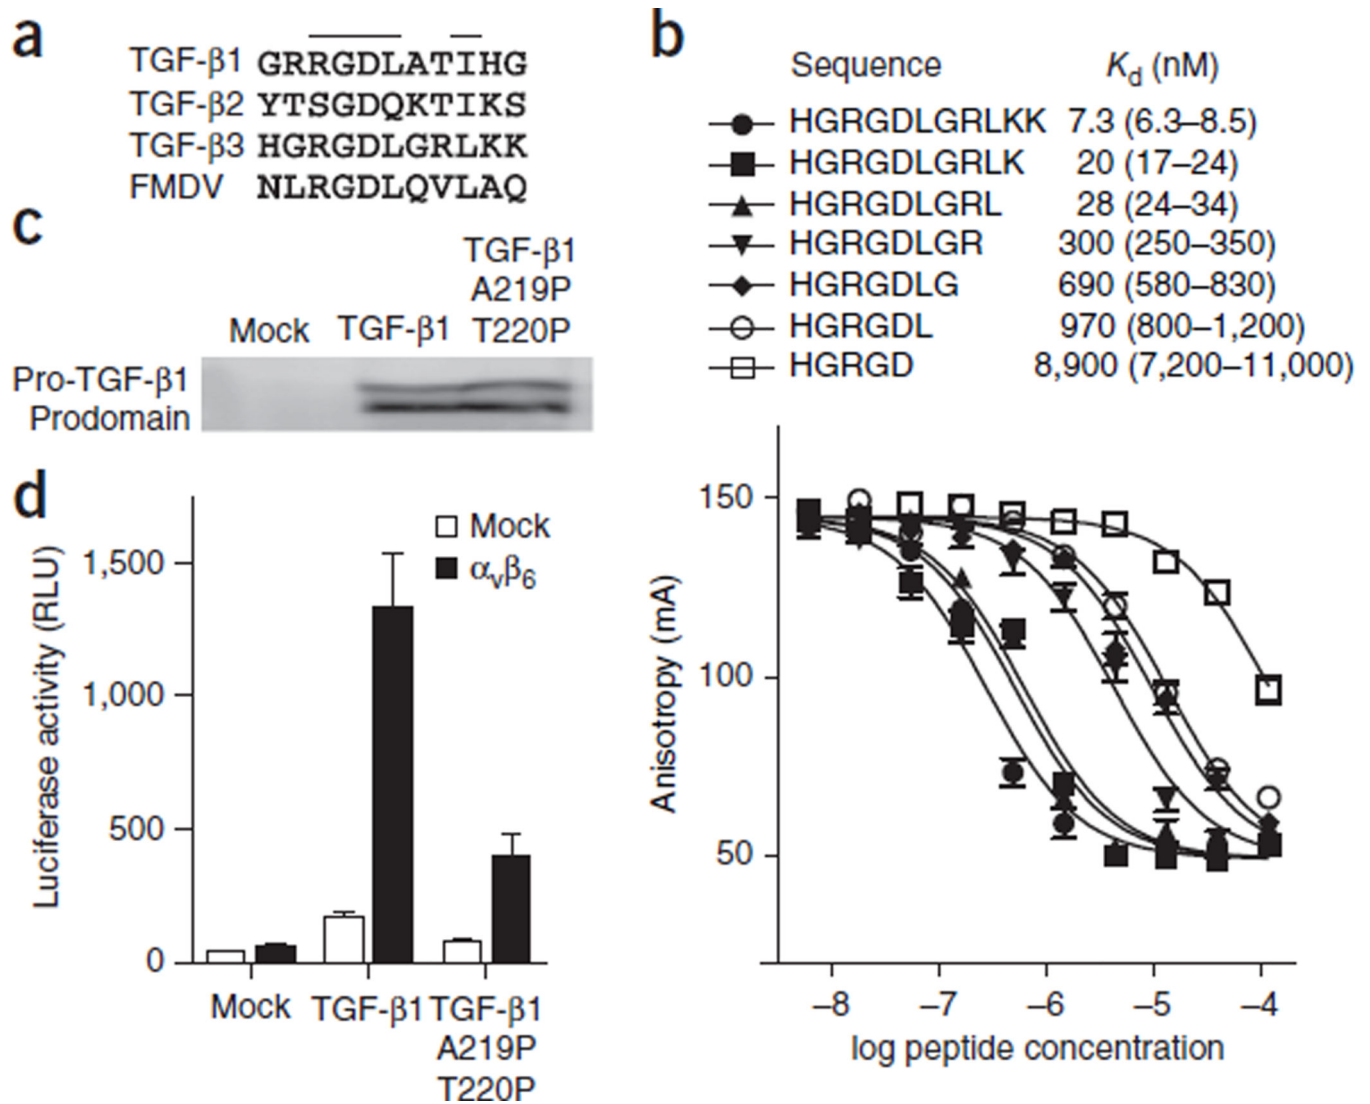 a
TGF-β1 GRRGDLATIHG
TGF-β2 YTSGDQKTIKS
TGF-β3 HGRGDLGRLKK
FMDV NLRGDLQVLAQ
b
Sequence Kd (nM)
HGRGDLGRLKK 7.3 (6.3–8.5)
HGRGDLGRLK 20 (17–24)
HGRGDLGRL 28 (24–34)
HGRGDLGR 300 (250–350)
HGRGDLG 690 (580–830)
HGRGDL 970 (800–1,200)
HGRGD 8,900 (7,200–11,000)
150
100
50
Anisotropy (mA)
–8 –7 –6 –5 –4
log peptide concentration
c
Mock TGF-β1 TGF-β1
A219P
T220P
Pro-TGF-β1
Prodomain
d
Mock
αvβ6
1,500
1,000
500
0
Luciferase activity (RLU)
Mock TGF-β1 TGF-β1
A219P
T220P